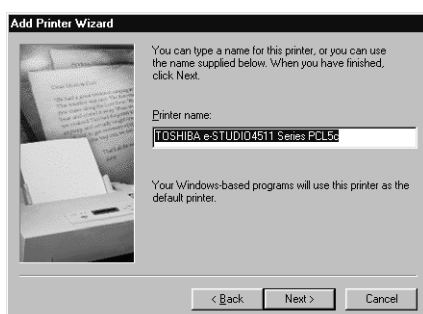 Add Printer Wizard
You can type a name for this printer, or you can use
the name supplied below. When you have finished,
click Next.
Printer name:
TOSHIBA e-STUDIO4511 Series PCL5c
Your Windows-based programs will use this printer as the
default printer.
< Back
Next >
Cancel